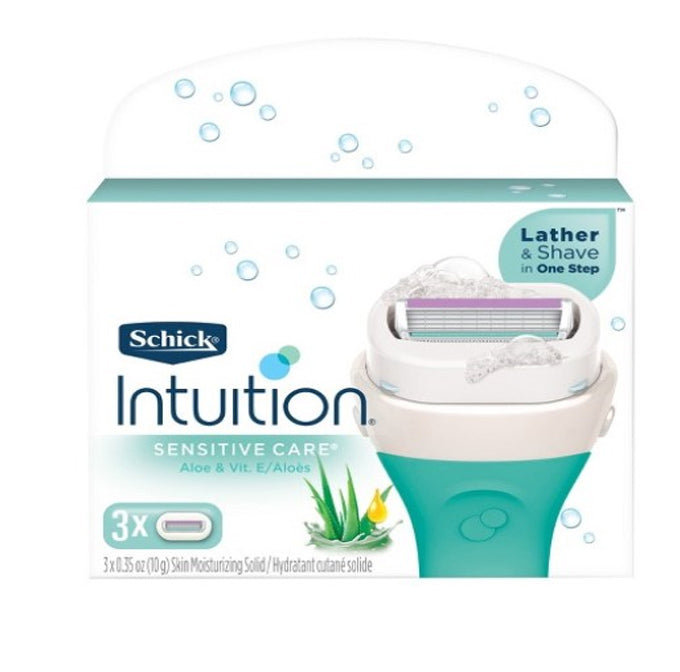 Lather
& Shave
in One Step
™
Schick®
Intuition®
SENSITIVE CARE®
Aloe & Vit. E/Aloès
3X
3 x 0.35 oz (10 g) Skin Moisturizing Solid / Hydratant cutané solide